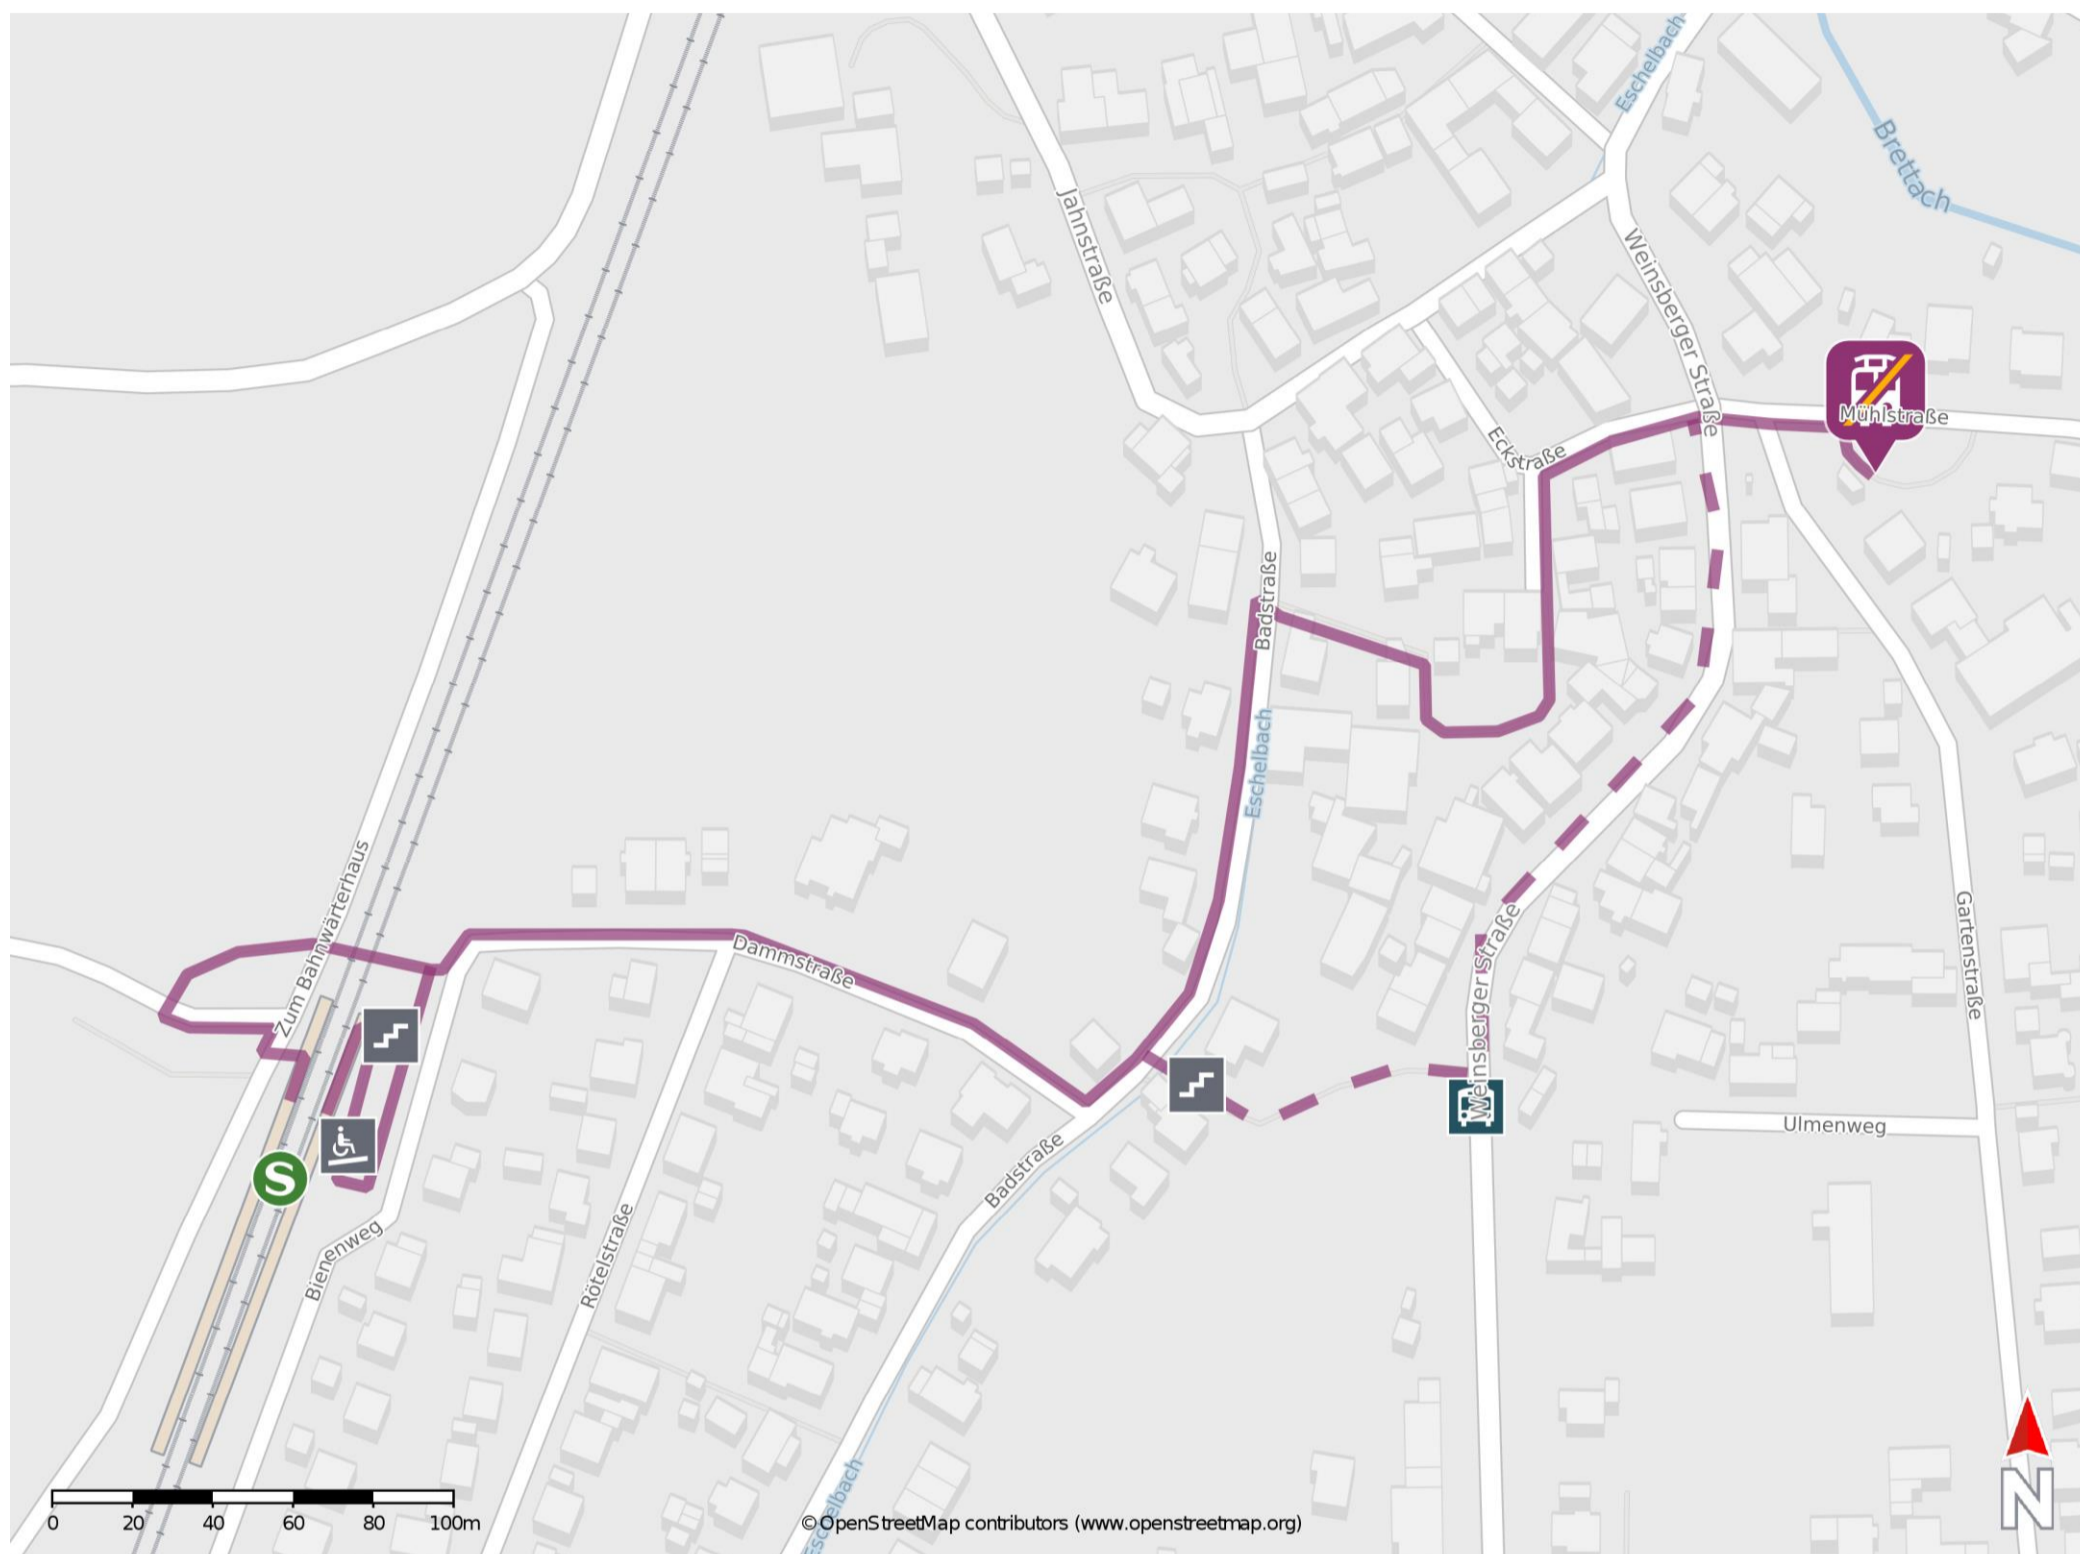 Eschelbach
Brettach
Jahnstraße
Weinsberger Straße
Mühlstraße
Eckstraße
Badstraße
Eschelbach
Zum Bahnwärterhaus
Dammstraße
Weinsberger Straße
Gartenstraße
S
Ulmenweg
Badstraße
Bienenweg
Rötelstraße
Eschelbach
0 20 40 60 80 100m
©OpenStreetMap contributors (www.openstreetmap.org)
N